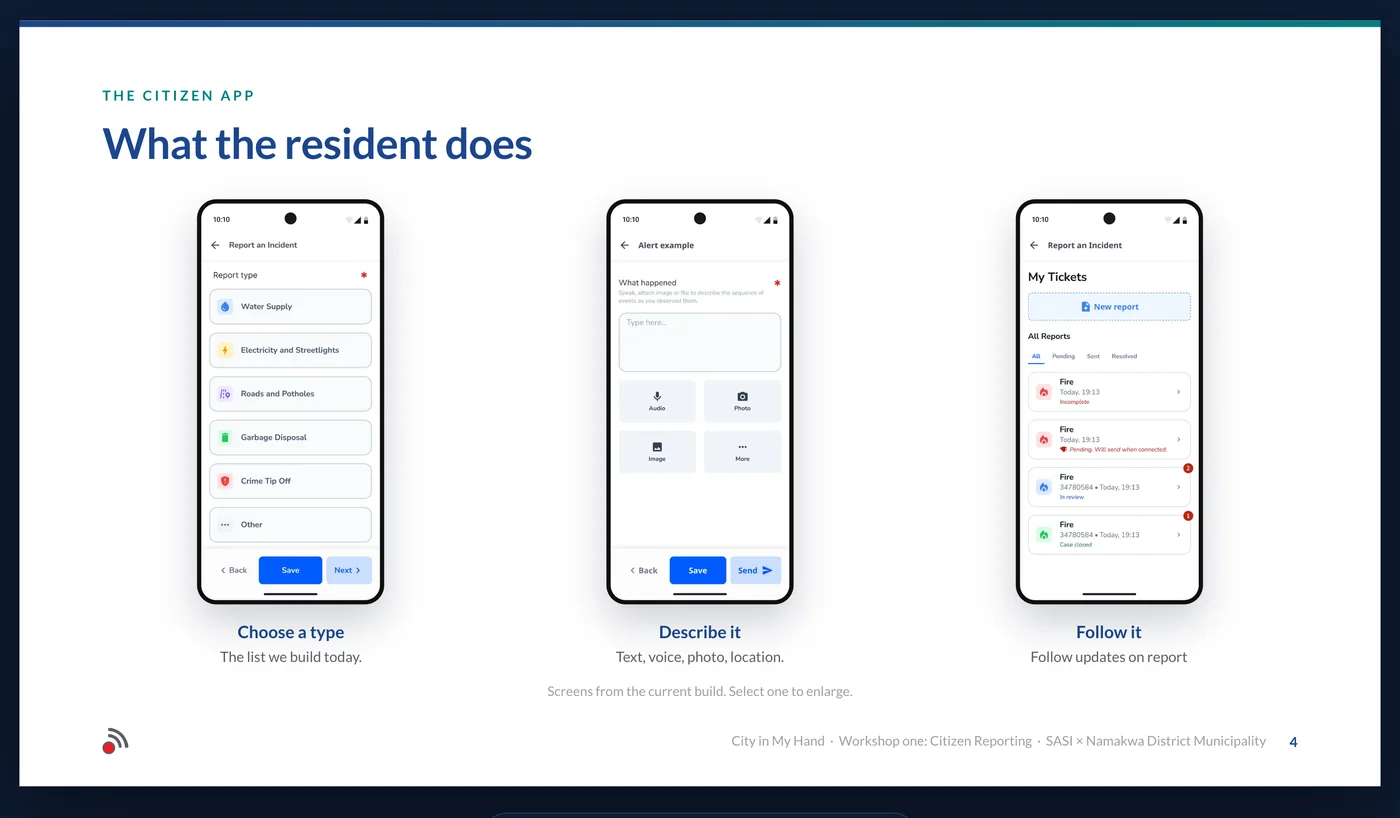 THE CITIZEN APP
What the resident does
10:10
Report an Incident
Report type *
Water Supply
Electricity and Streetlights
Roads and Potholes
Garbage Disposal
Crime Tip Off
Other
Back
Save
Next
Choose a type
The list we build today.
10:10
Alert example
What happened *
Speak, attach image or file to describe the sequence of
events as you observed them.
Type here...
Audio
Photo
Image
More
Back
Save
Send
Describe it
Text, voice, photo, location.
10:10
Report an Incident
My Tickets
New report
All Reports
All Pending Sent Resolved
Fire
Today, 19:13
Incomplete
Fire
Today, 19:13
Pending. Will send when connected.
2
Fire
34780584 • Today, 19:13
In review
1
Fire
34780584 • Today, 19:13
Case closed
Follow it
Follow updates on report
Screens from the current build. Select one to enlarge.
City in My Hand · Workshop one: Citizen Reporting · SASI × Namakwa District Municipality 4